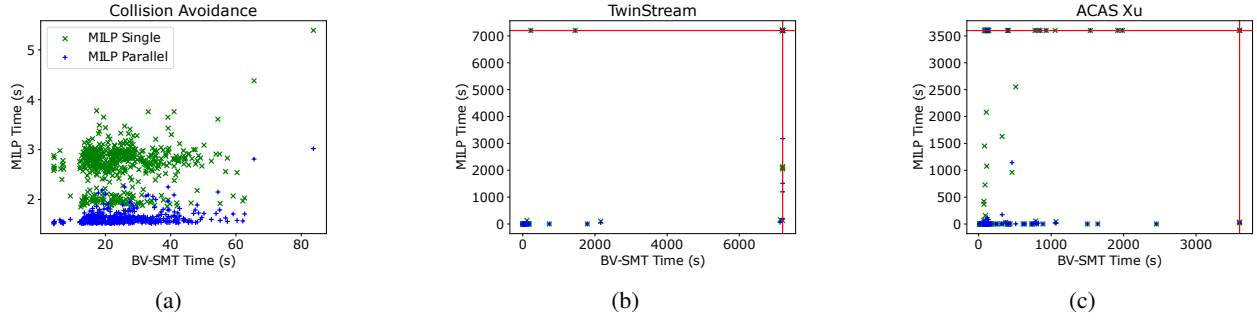 Collision Avoidance
MILP Single
MILP Parallel
5
4
3
2
MILP Time (s)
20 40 60 80
BV-SMT Time (s)
(a)
TwinStream
7000
6000
5000
4000
3000
2000
1000
0
MILP Time (s)
0 2000 4000 6000
BV-SMT Time (s)
(b)
ACAS Xu
3500
3000
2500
2000
1500
1000
500
0
MILP Time (s)
0 1000 2000 3000
BV-SMT Time (s)
(c)